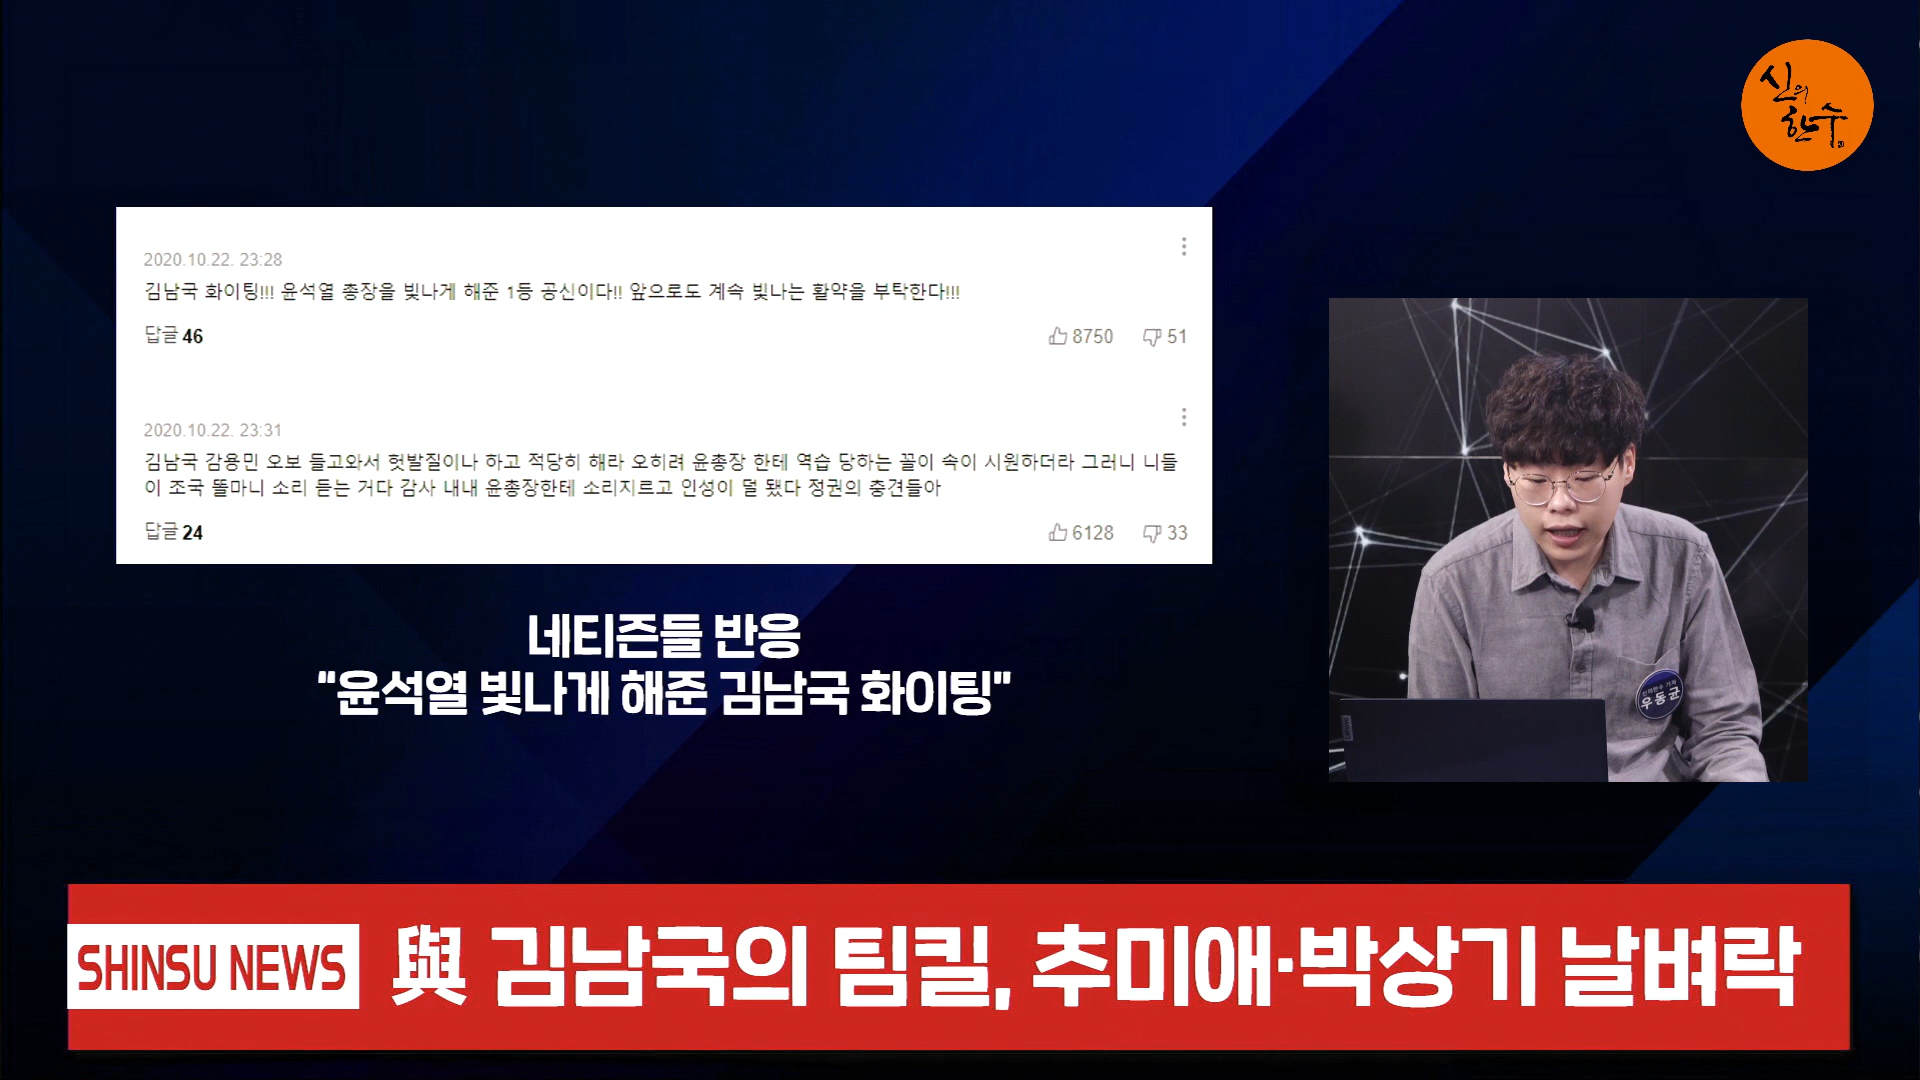 신의
한수
2020.10.22. 23:28
김남국 화이팅!!! 윤석열 총장을 빛나게 해준 1등 공신이다!! 앞으로도 계속 빛나는 활약을 부탁한다!!!
답글 46
8750 51
2020.10.22. 23:31
김남국 감용민 오보 들고와서 헛발질이나 하고 적당히 해라 오히려 윤총장 한테 역습 당하는 꼴이 속이 시원하더라 그러니 니들
이 조국 똘마니 소리 듣는 거다 감사 내내 윤총장한테 소리지르고 인성이 덜 됐다 정권의 충견들아
답글 24
6128 33
네티즌들 반응
“윤석열 빛나게 해준 김남국 화이팅”
신의한수 기자
우동균
SHINSU NEWS
與 김남국의 팀킬, 추미애·박상기 날벼락